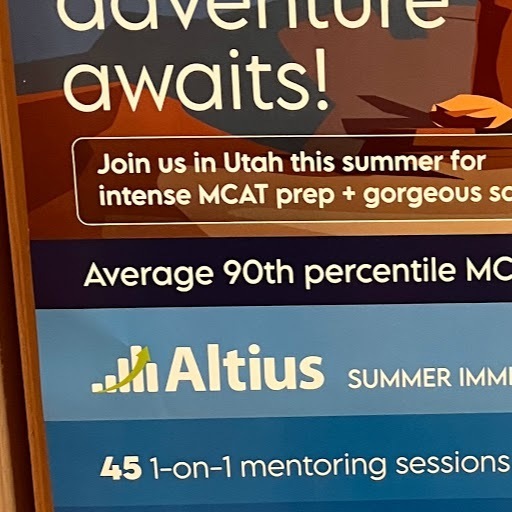 adventure
awaits!
Join us in Utah this summer for
intense MCAT prep + gorgeous
Average 90th percentile
Altius SUMMER
45 1-on-1 mentoring sessions